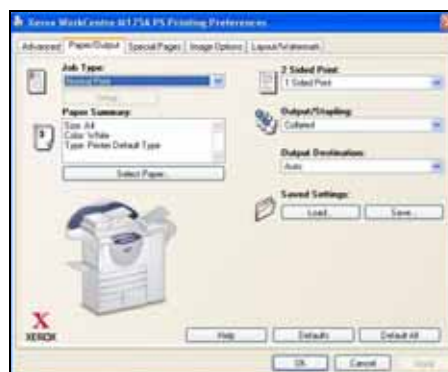 Xerox WorkCentre M175A PS Printing Preferences
Advanced Paper/Output Special Pages Image Options Layout/Watermark
Job Type:
Normal Print
Setup...
Paper Summary:
Size: A4
Color: White
Type: Printer Default Type
Select Paper...
2 Sided Print:
1 Sided Print
Output/Stapling:
Collated
Output Destination:
Auto
Saved Settings:
Load... Save...
X
XEROX
Help Defaults Default All
OK Cancel Apply